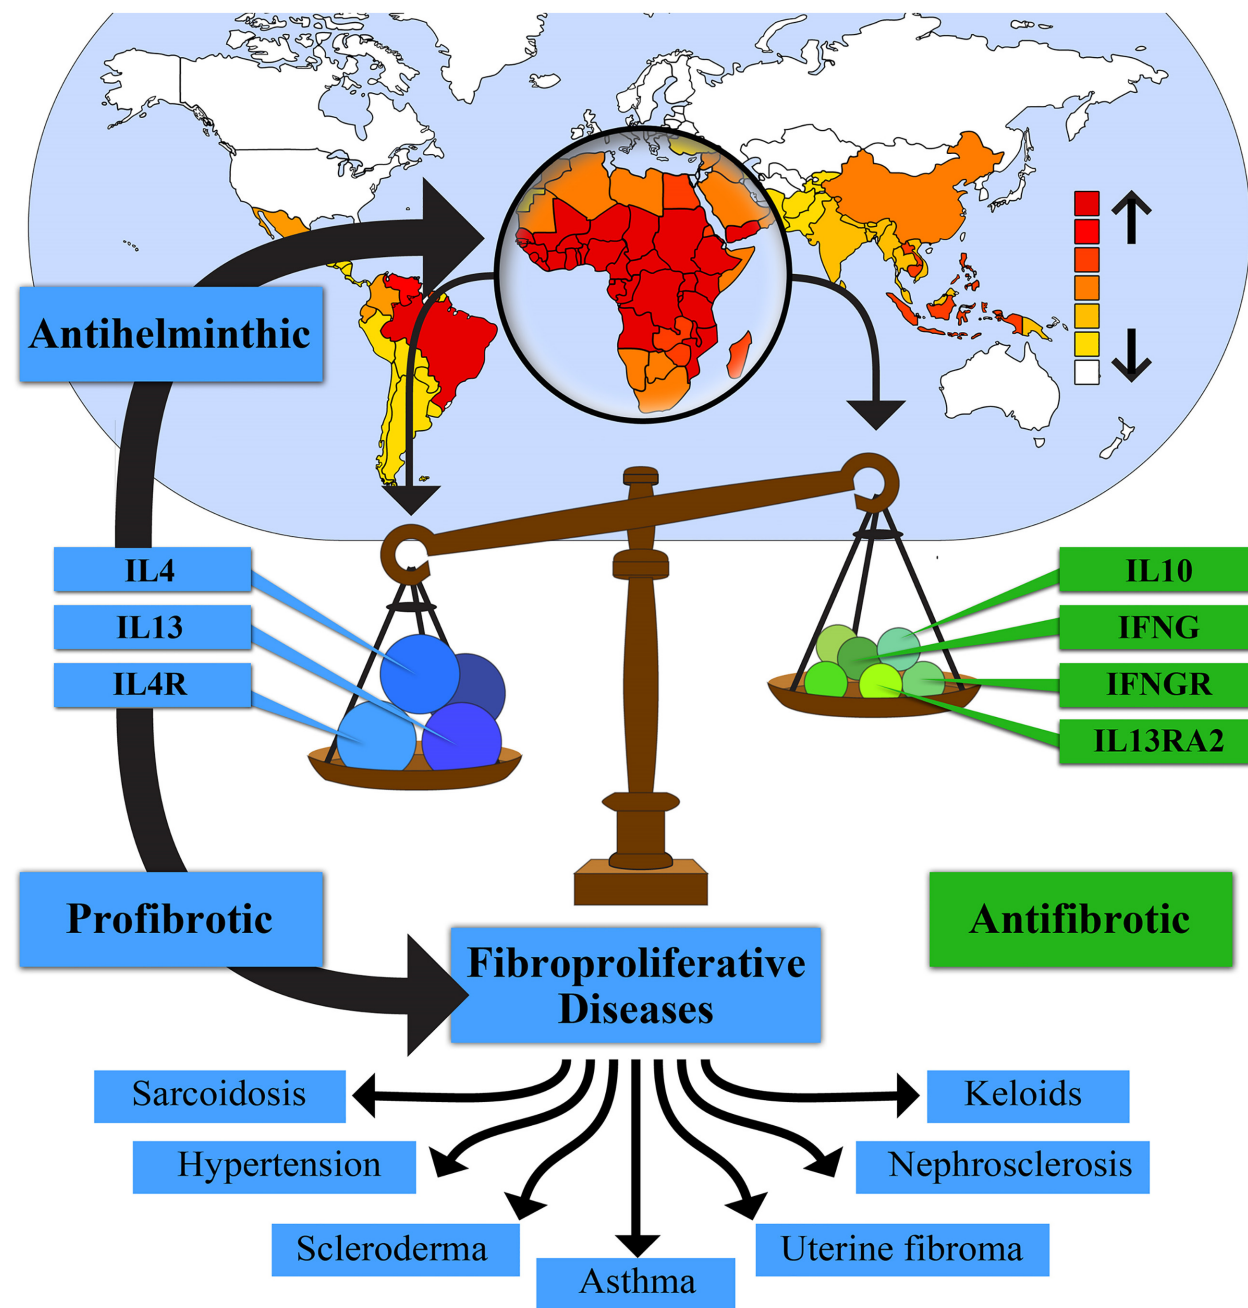 Antihelminthic
IL4
IL13
IL4R
IL10
IFNG
IFNGR
IL13RA2
Profibrotic
Antifibrotic
Fibroproliferative
Diseases
Sarcoidosis
Keloids
Hypertension
Nephrosclerosis
Scleroderma
Uterine fibroma
Asthma